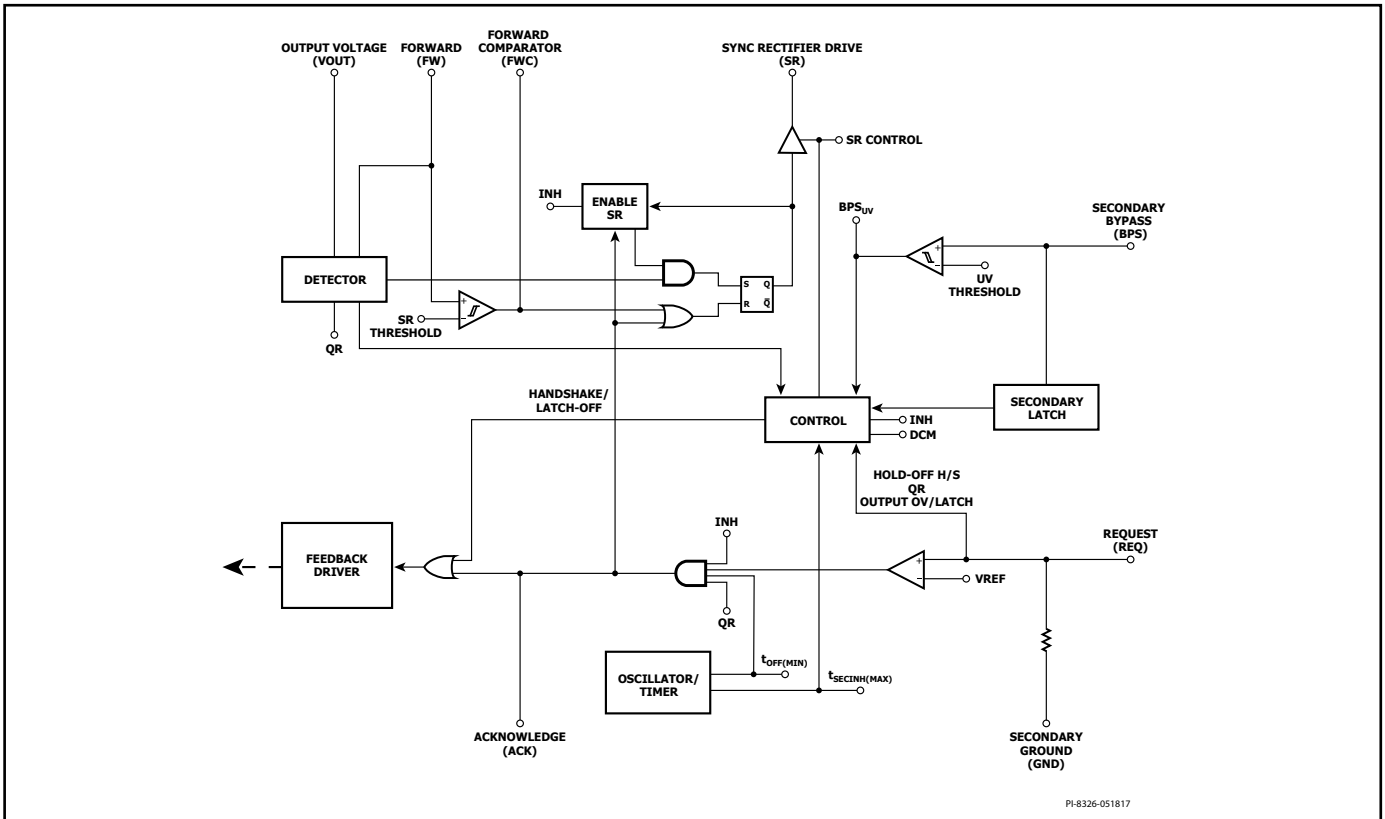 FORWARD
OUTPUT VOLTAGE
FORWARD
COMPARATOR
SYNC RECTIFIER DRIVE
(VOUT)
(FW)
(FWC)
(SR)
SR CONTROL
INH
ENABLE
SR
BPSUV
SECONDARY
BYPASS
(BPS)
+
−
UV
THRESHOLD
DETECTOR
S Q
R Q̅
+
−
SR
THRESHOLD
QR
HANDSHAKE/
LATCH-OFF
CONTROL
SECONDARY
LATCH
INH
DCM
HOLD-OFF H/S
QR
OUTPUT OV/LATCH
INH
REQUEST
(REQ)
FEEDBACK
DRIVER
+
−
VREF
QR
OSCILLATOR/
TIMER
tOFF(MIN)
tSECINH(MAX)
ACKNOWLEDGE
(ACK)
SECONDARY
GROUND
(GND)
PI-8326-051817